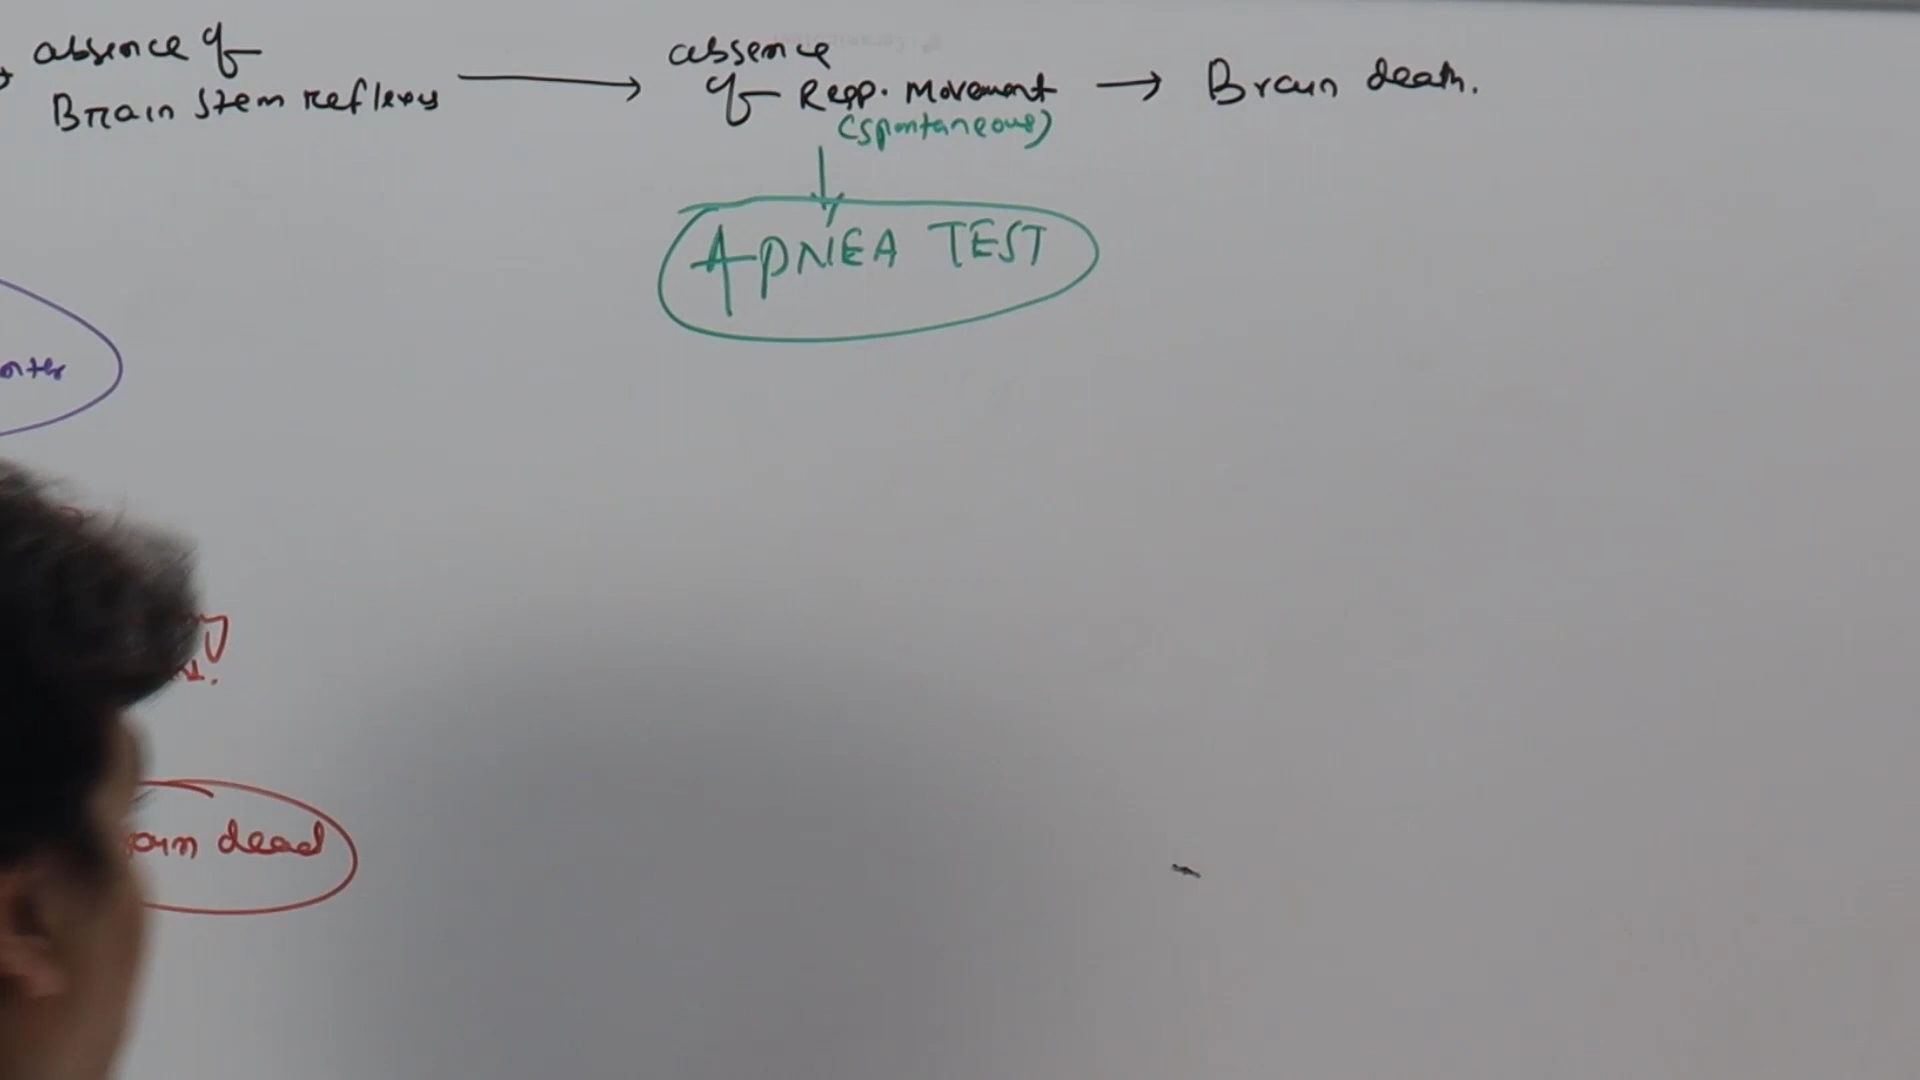 absence of
Brain stem reflexes
absence
of Resp. Movement
(spontaneous)
Brain death.
APNEA TEST
dead